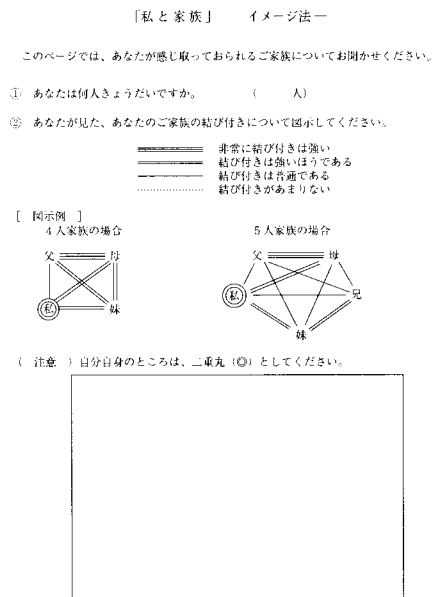 「私と家族」　　イメージ法―
このページでは、あなたが感じ取っておられるご家族についてお聞かせください。
①　あなたは何人きょうだいですか。　　　（　　　人）
②　あなたが見た、あなたのご家族の結び付きについて図示してください。
非常に結び付きは強い
結び付きは強いほうである
結び付きは普通である
結び付きがあまりない
［　図示例　］
４人家族の場合　　５人家族の場合
父　母　父　母
私　妹　私　兄
妹
（　注意　）自分自身のところは、二重丸（◎）としてください。